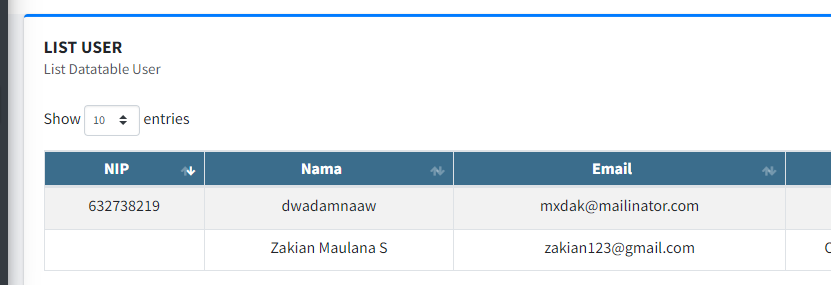 LIST USER
List Datatable User
Show 10 entries
NIP Nama Email
632738219 dwadamnaaw mxdak@mailinator.com
Zakian Maulana S zakian123@gmail.com